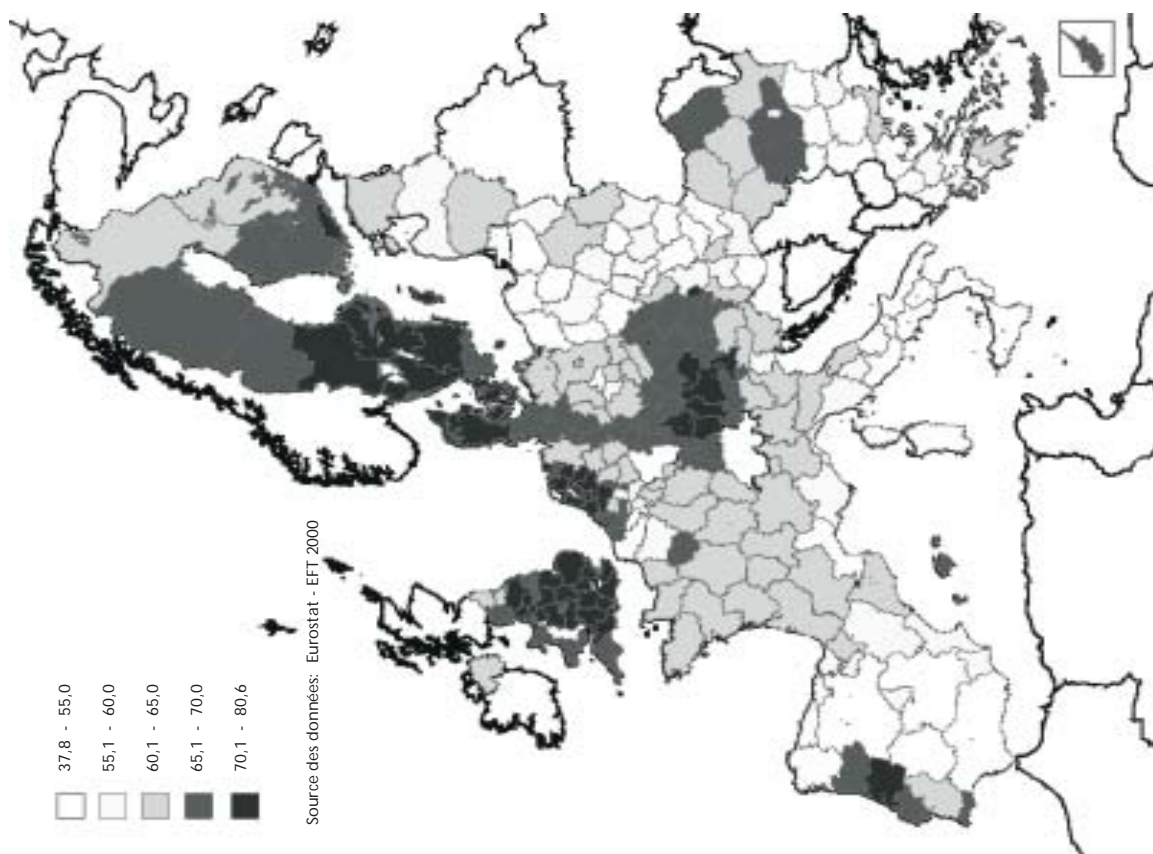 37,8 - 55,0
55,1 - 60,0
60,1 - 65,0
65,1 - 70,0
70,1 - 80,6
Source des données: Eurostat - EFT 2000